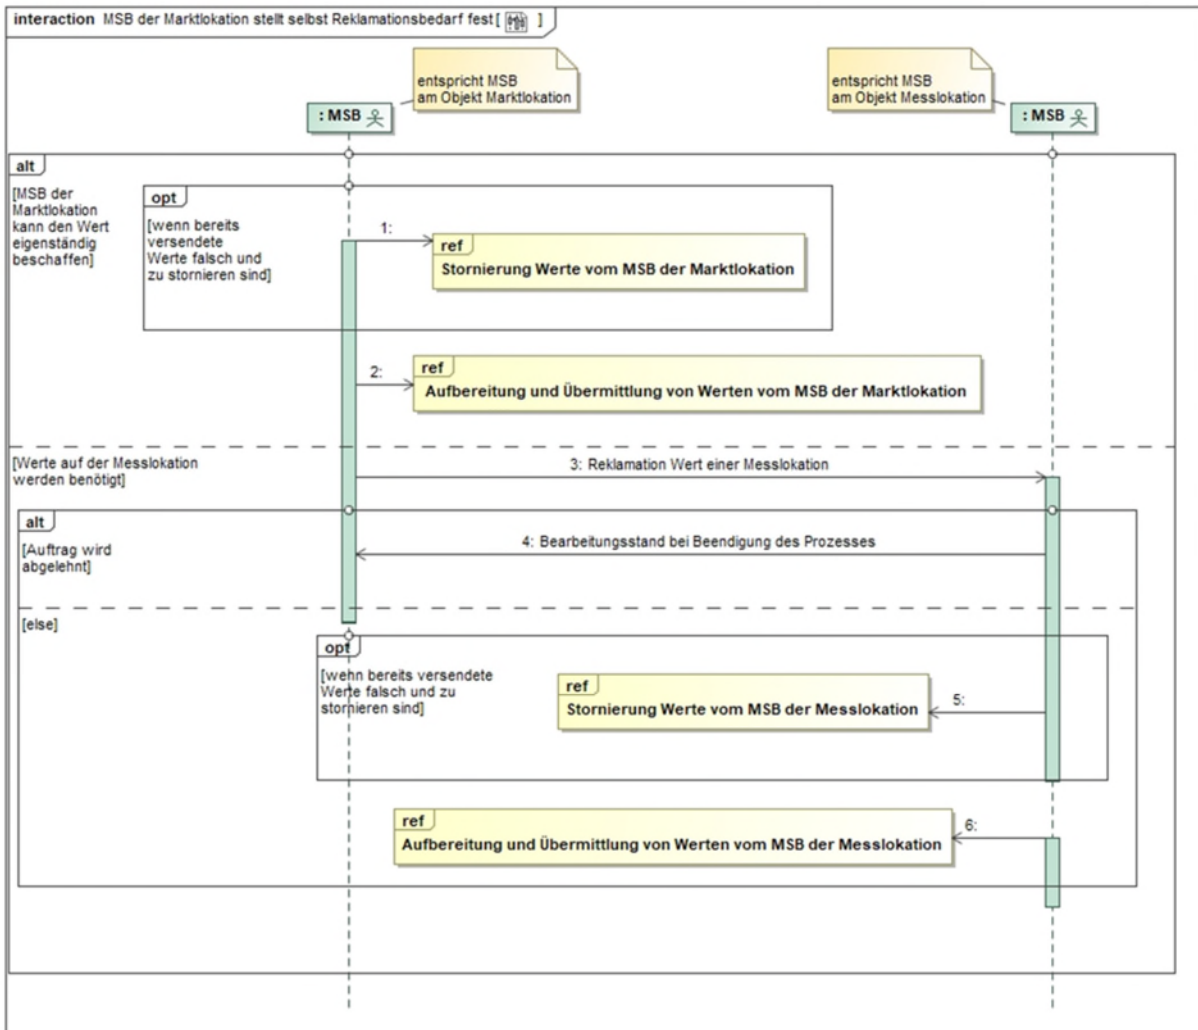 interaction MSB der Marktlokation stellt selbst Reklamationsbedarf fest [ ]
entspricht MSB
am Objekt Marktlokation
entspricht MSB
am Objekt Messlokation
: MSB
: MSB
alt
[MSB der
Marktlokation
kann den Wert
eigenständig
beschaffen]
opt
[wenn bereits
versendete
Werte falsch und
zu stornieren sind]
1:
ref
Stornierung Werte vom MSB der Marktlokation
2:
ref
Aufbereitung und Übermittlung von Werten vom MSB der Marktlokation
[Werte auf der Messlokation
werden benötigt]
3: Reklamation Wert einer Messlokation
alt
[Auftrag wird
abgelehnt]
4: Bearbeitungsstand bei Beendigung des Prozesses
[else]
opt
[wenn bereits versendete
Werte falsch und zu
stornieren sind]
ref
Stornierung Werte vom MSB der Messlokation
5:
ref
Aufbereitung und Übermittlung von Werten vom MSB der Messlokation
6: